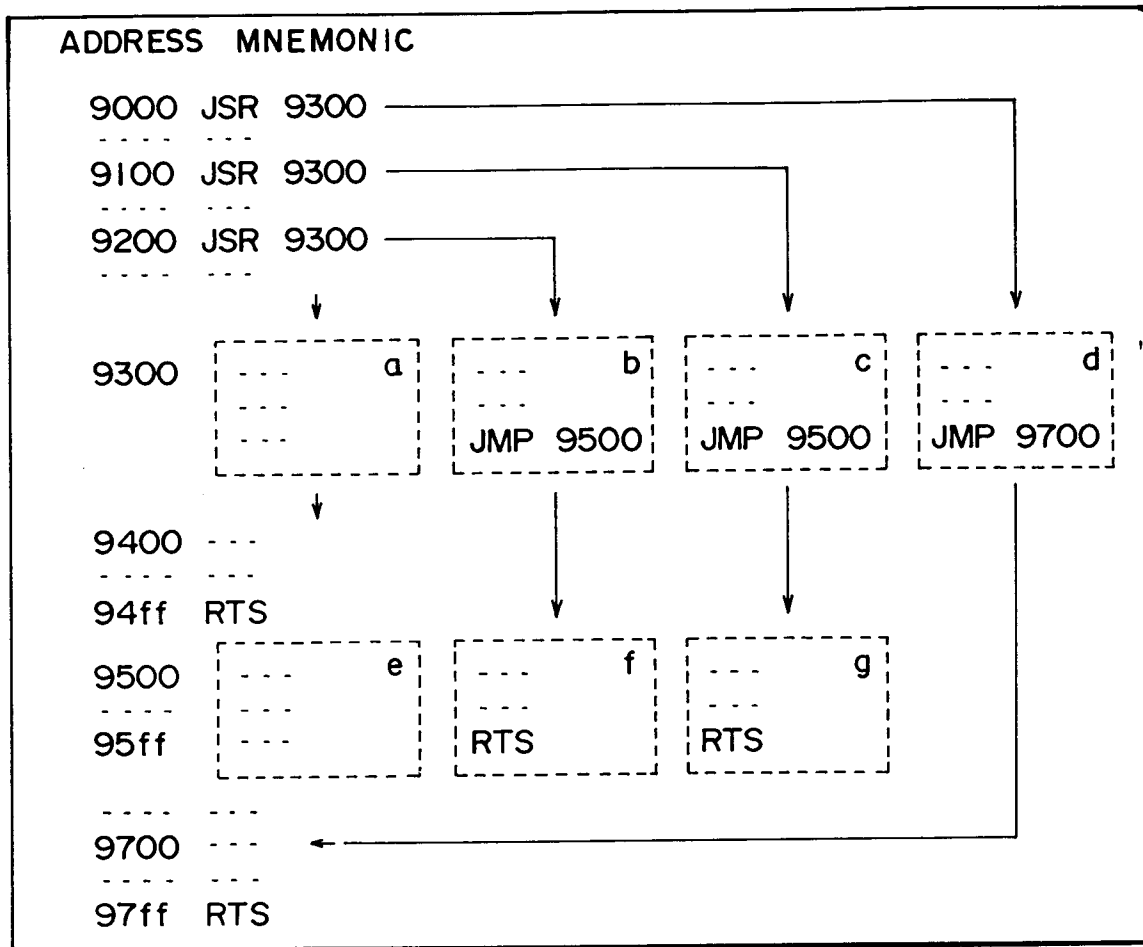 ADDRESS MNEMONIC
9000 JSR 9300
---- ---
9100 JSR 9300
---- ---
9200 JSR 9300
---- ---
9300 --- a --- b --- c --- d
--- --- --- ---
--- JMP 9500 JMP 9500 JMP 9700
9400 ---
---- ---
94ff RTS
9500 --- e --- f --- g
---- --- --- ---
95ff --- RTS RTS
---- ---
9700 ---
---- ---
97ff RTS